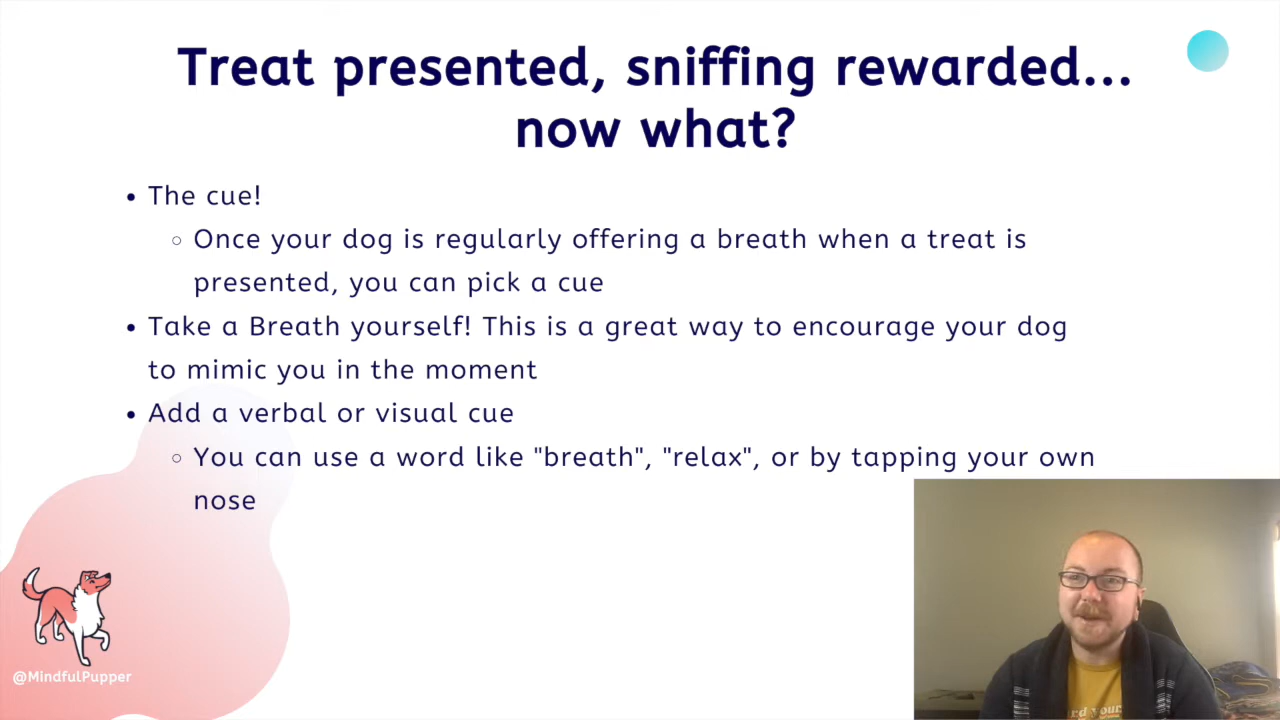 Treat presented, sniffing rewarded...
now what?
• The cue!
○ Once your dog is regularly offering a breath when a treat is
presented, you can pick a cue
• Take a Breath yourself! This is a great way to encourage your dog
to mimic you in the moment
• Add a verbal or visual cue
○ You can use a word like "breath", "relax", or by tapping your own
nose
@MindfulPupper